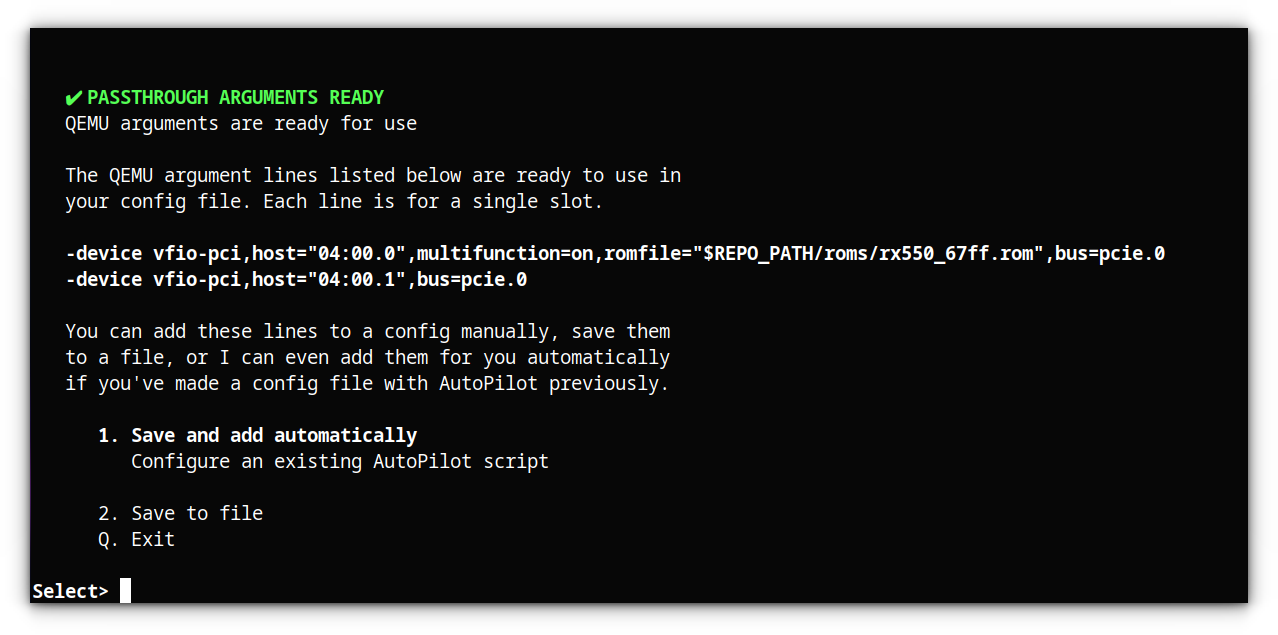 ✔ PASSTHROUGH ARGUMENTS READY
QEMU arguments are ready for use
The QEMU argument lines listed below are ready to use in
your config file. Each line is for a single slot.
-device vfio-pci,host="04:00.0",multifunction=on,romfile="$REPO_PATH/roms/rx550_67ff.rom",bus=pcie.0
-device vfio-pci,host="04:00.1",bus=pcie.0
You can add these lines to a config manually, save them
to a file, or I can even add them for you automatically
if you've made a config file with AutoPilot previously.
1. Save and add automatically
Configure an existing AutoPilot script
2. Save to file
Q. Exit
Select>